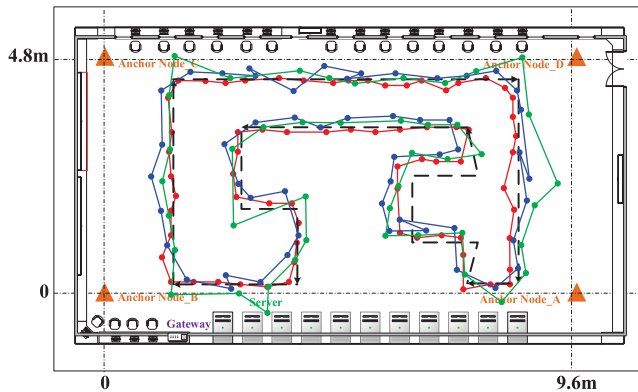 4.8m
Anchor Node_C
Anchor Node_D
0
Anchor Node_B
Server
Anchor Node_A
Gateway
0
9.6m